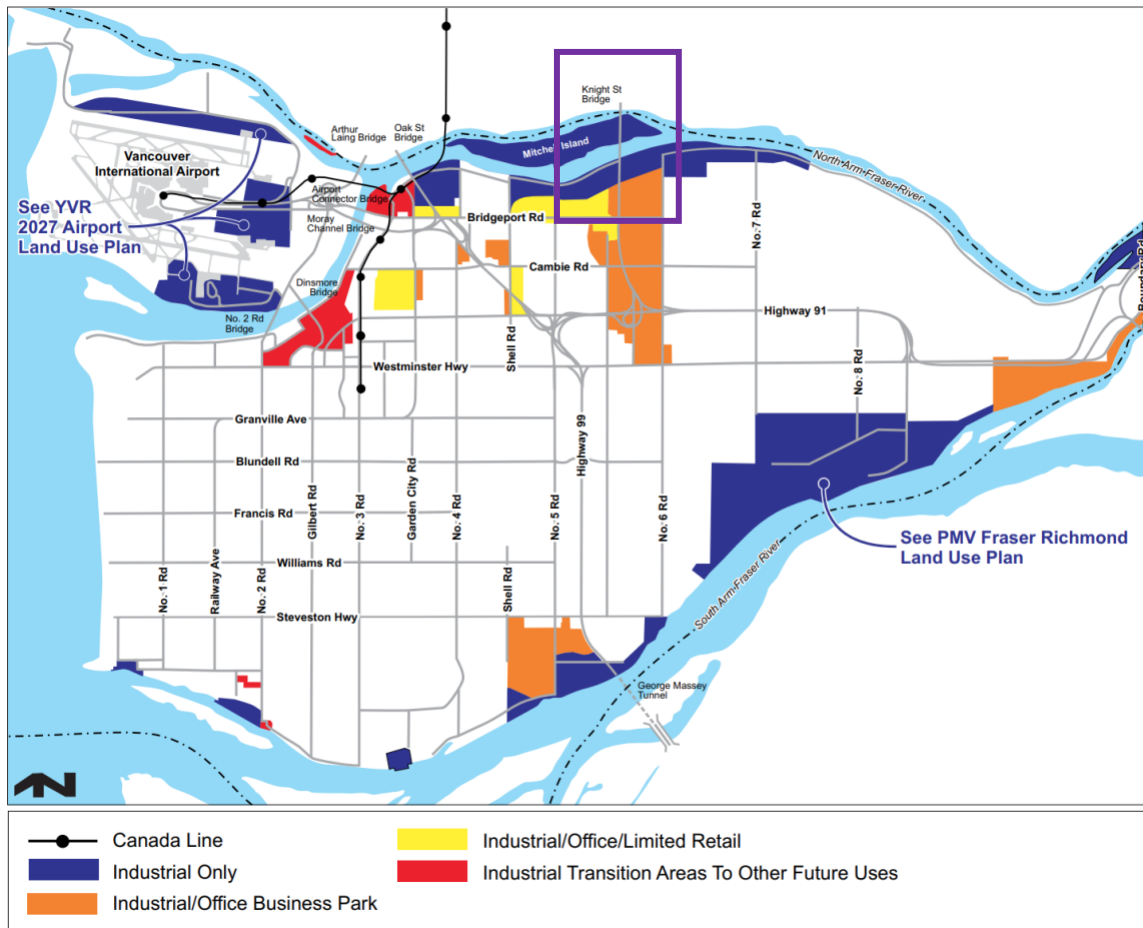 Knight St
Bridge
Arthur
Laing Bridge
Oak St
Bridge
Mitchell Island
Vancouver
International Airport
North Arm-Fraser River
Airport
Connector Bridge
See YVR
2027 Airport
Land Use Plan
Moray
Channel Bridge
Bridgeport Rd
No. 7 Rd
Boundary Rd
Cambie Rd
Dinsmore
Bridge
No. 2 Rd
Bridge
Highway 91
Shell Rd
Westminster Hwy
No. 8 Rd
Granville Ave
Highway 99
Blundell Rd
Gilbert Rd
No. 3 Rd
Garden City Rd
No. 4 Rd
No. 5 Rd
No. 6 Rd
Francis Rd
See PMV Fraser Richmond
Land Use Plan
Williams Rd
No. 1 Rd
Railway Ave
No. 2 Rd
Shell Rd
South Arm-Fraser River
Steveston Hwy
George Massey
Tunnel
N
Canada Line
Industrial Only
Industrial/Office Business Park
Industrial/Office/Limited Retail
Industrial Transition Areas To Other Future Uses